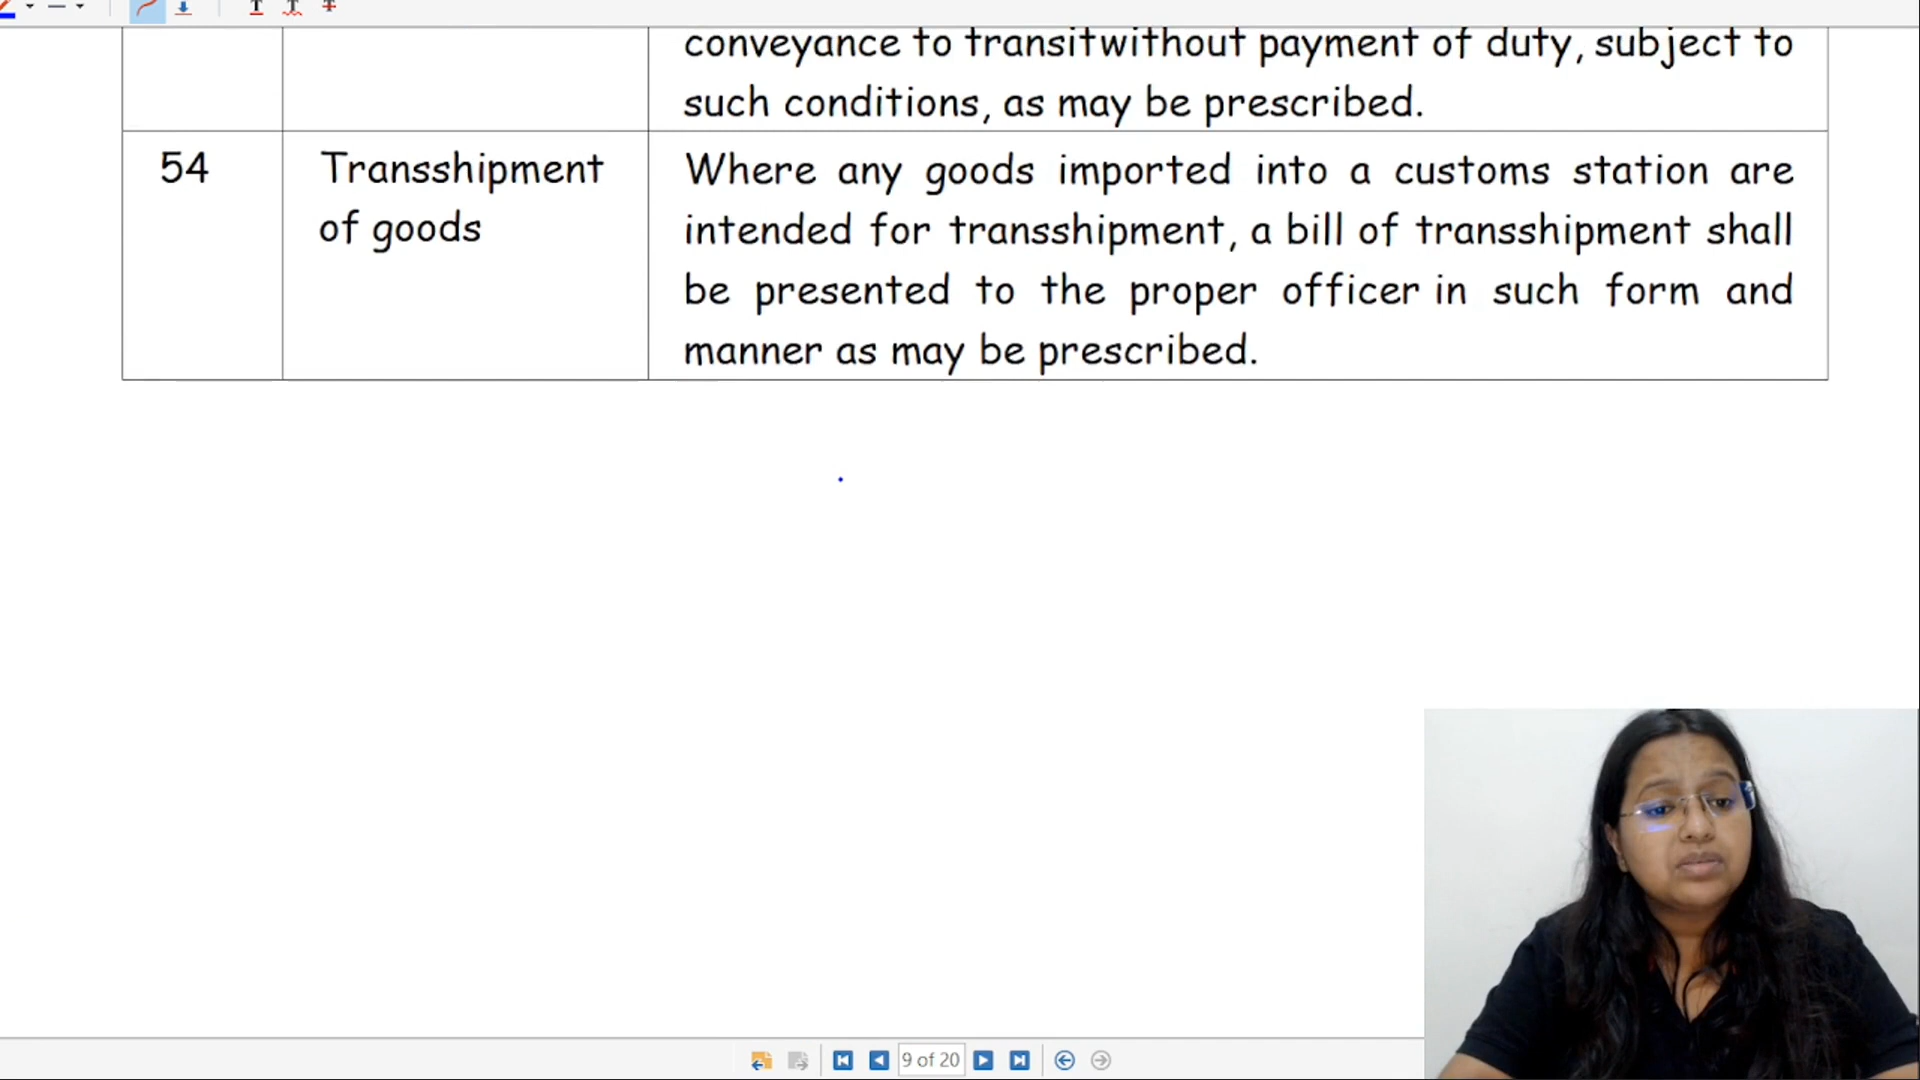 conveyance to transitwithout payment of duty, subject to
such conditions, as may be prescribed.
54
Transshipment
of goods
Where any goods imported into a customs station are
intended for transshipment, a bill of transshipment shall
be presented to the proper officer in such form and
manner as may be prescribed.
9 of 20